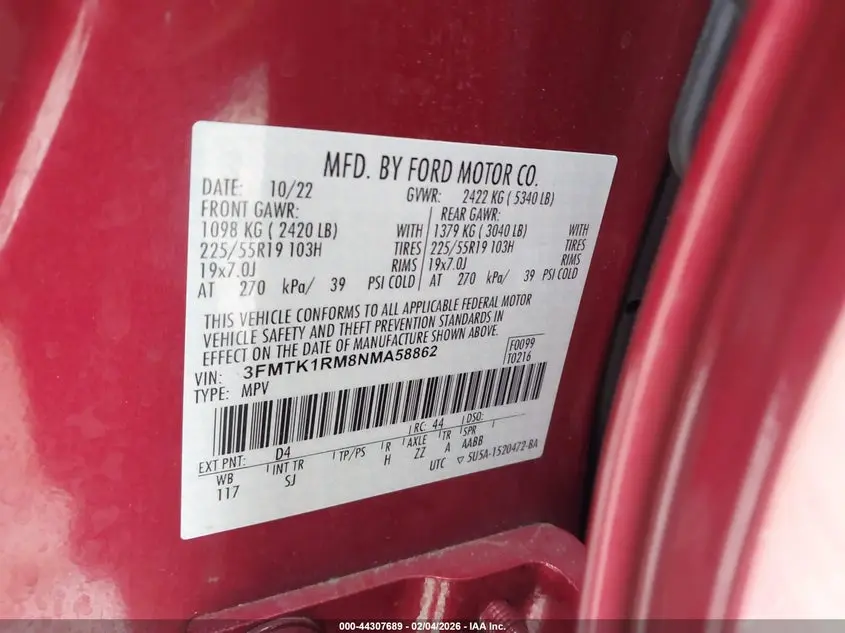 MFD. BY FORD MOTOR CO.
DATE: 10/22 GVWR: 2422 KG ( 5340 LB)
FRONT GAWR: REAR GAWR:
1098 KG ( 2420 LB) WITH 1379 KG ( 3040 LB) WITH
225/55R19 103H TIRES 225/55R19 103H TIRES
19x7.0J RIMS 19x7.0J RIMS
AT 270 kPa/ 39 PSI COLD AT 270 kPa/ 39 PSI COLD
THIS VEHICLE CONFORMS TO ALL APPLICABLE FEDERAL MOTOR
VEHICLE SAFETY AND THEFT PREVENTION STANDARDS IN
EFFECT ON THE DATE OF MANUFACTURE SHOWN ABOVE.
VIN: 3FMTK1RM8NMA58862 F0099
TYPE: MPV T0216
EXT PNT: D4 RC: 44 DSO:
WB INT TR TP/PS R AXLE TR SPR
117 SJ H ZZ A AABB
UTC ▽ 5U5A-1520472-BA
000-44307689 - 02/04/2026 - IAA Inc.